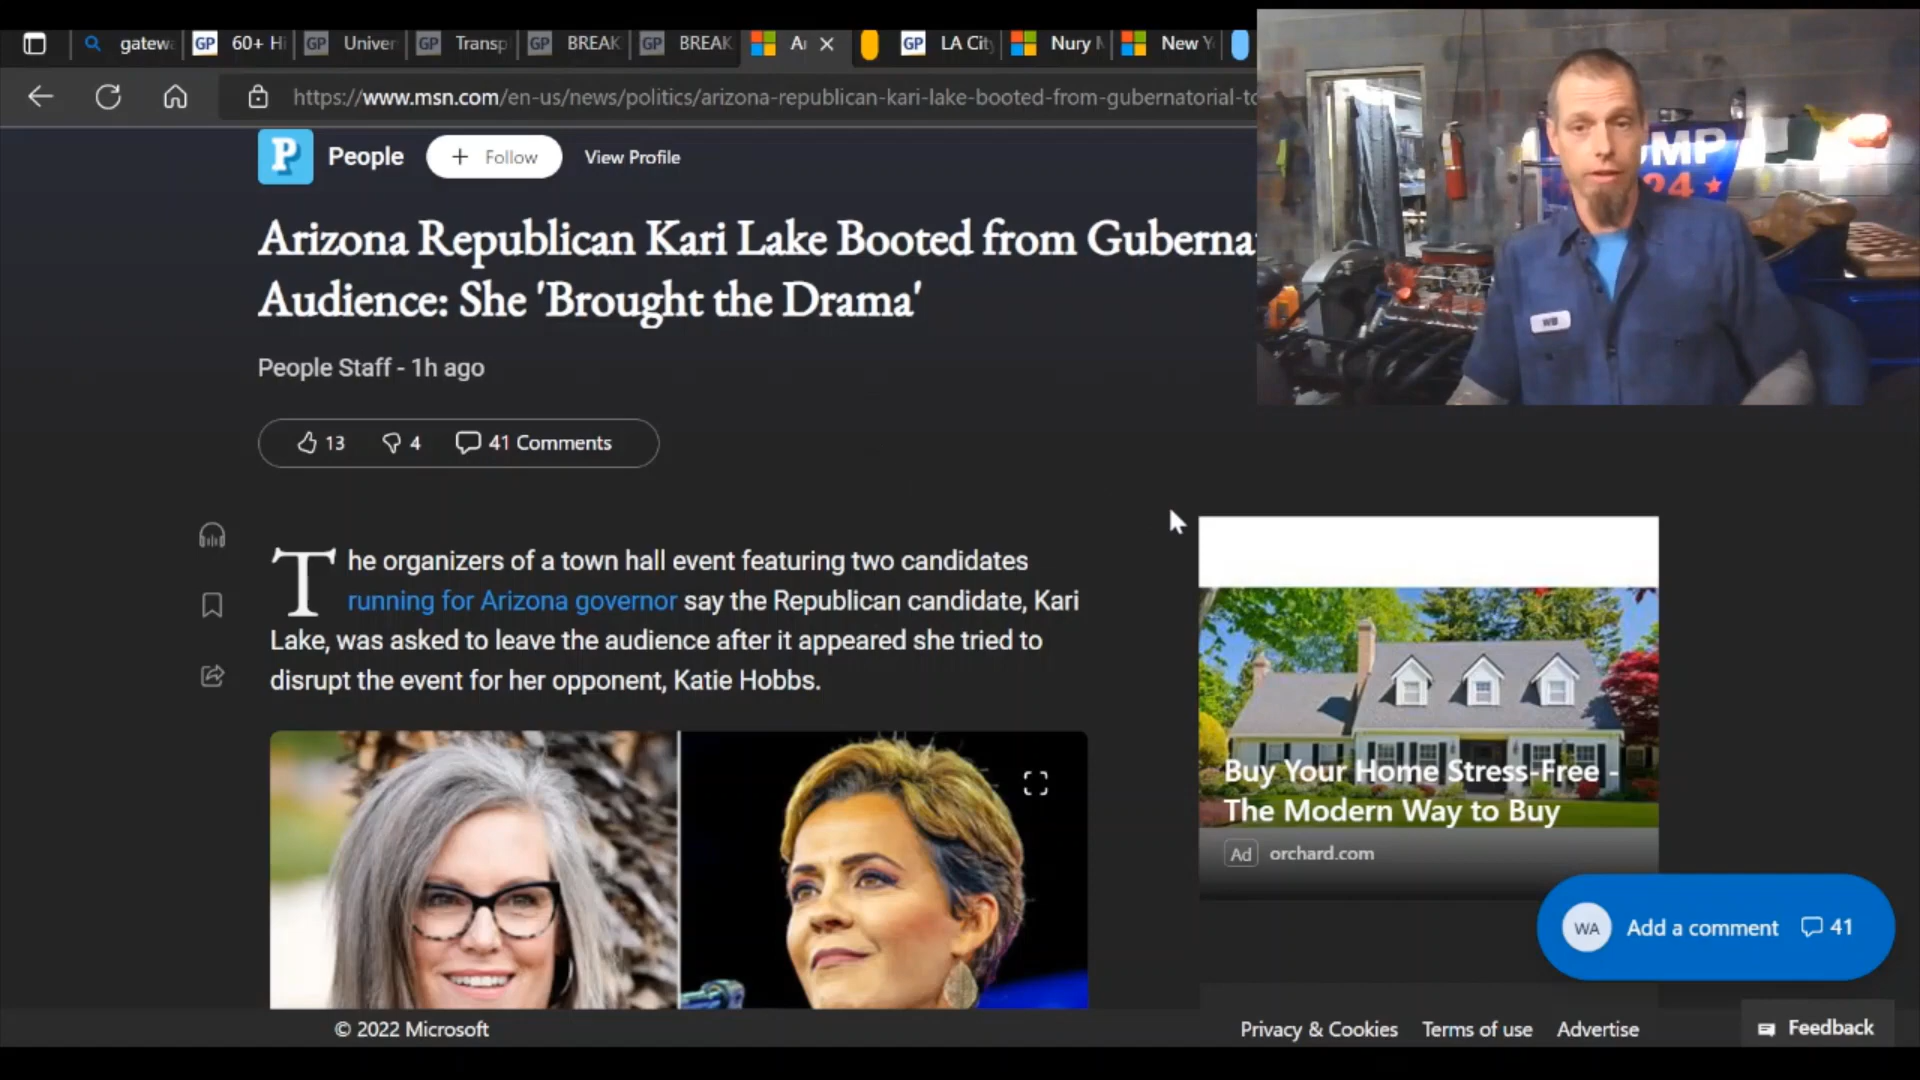 gatew
GP 60+ Hi
GP Univer
GP Transp
GP BREAK
GP BREAK
GP LA Cit
Nury
New Y
https://www.msn.com/en-us/news/politics/arizona-republican-kari-lake-booted-from-gubernatorial-to
P People + Follow View Profile
MP
24
Arizona Republican Kari Lake Booted from Guberna
Audience: She 'Brought the Drama'
People Staff - 1h ago
13 4 41 Comments
The organizers of a town hall event featuring two candidates
running for Arizona governor say the Republican candidate, Kari
Lake, was asked to leave the audience after it appeared she tried to
disrupt the event for her opponent, Katie Hobbs.
Buy Your Home Stress-Free -
The Modern Way to Buy
Ad orchard.com
WA Add a comment 41
© 2022 Microsoft
Privacy & Cookies Terms of use Advertise
Feedback